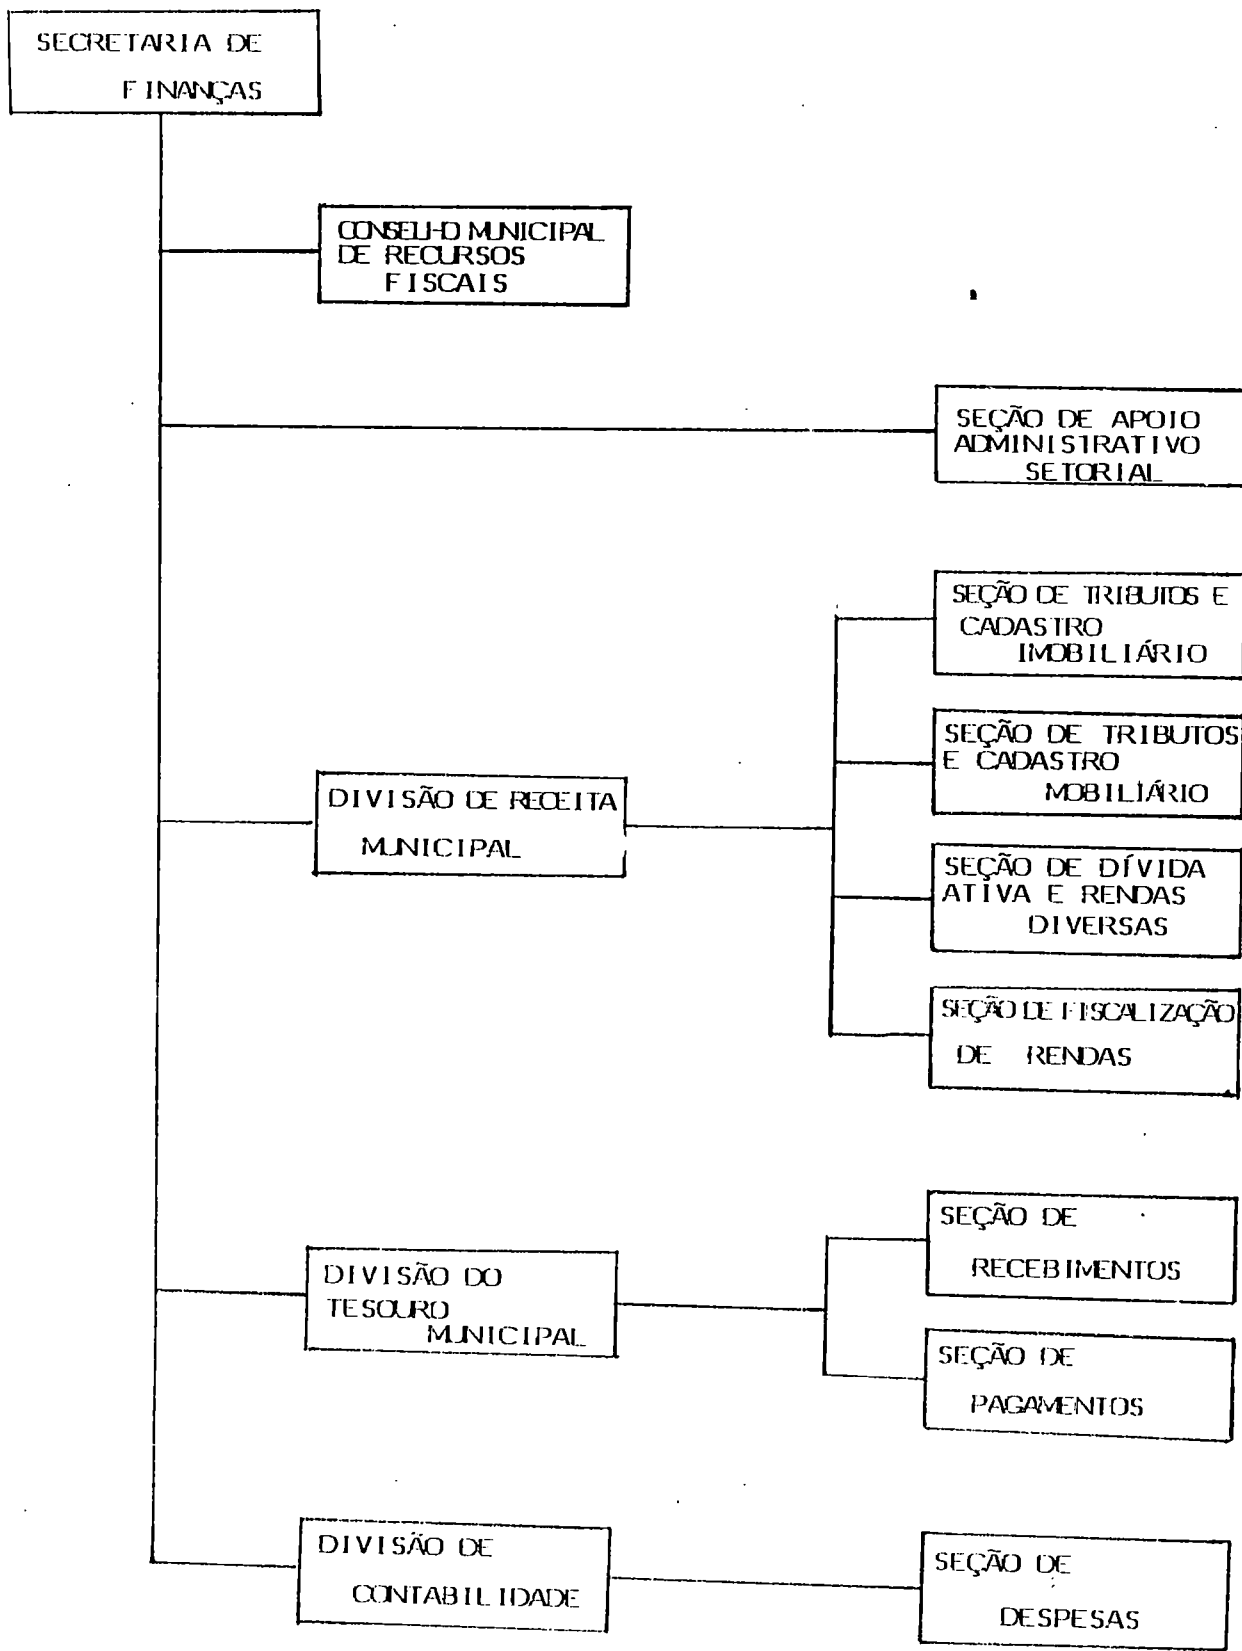 SECRETARIA DE
FINANÇAS
CONSELHO MUNICIPAL
DE RECURSOS
FISCAIS
SEÇÃO DE APOIO
ADMINISTRATIVO
SETORIAL
SEÇÃO DE TRIBUTOS E
CADASTRO
IMOBILIÁRIO
SEÇÃO DE TRIBUTOS
E CADASTRO
MOBILIÁRIO
DIVISÃO DE RECEITA
MUNICIPAL
SEÇÃO DE DÍVIDA
ATIVA E RENDAS
DIVERSAS
SEÇÃO DE FISCALIZAÇÃO
DE RENDAS
SEÇÃO DE
RECEBIMENTOS
DIVISÃO DO
TESOURO
MUNICIPAL
SEÇÃO DE
PAGAMENTOS
DIVISÃO DE
CONTABILIDADE
SEÇÃO DE
DESPESAS